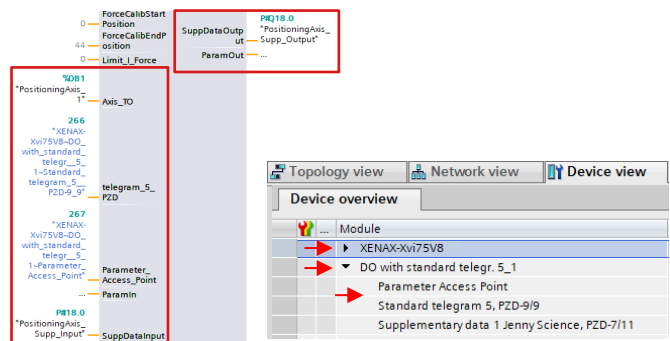 ForceCalibStart
0 Position
ForceCalibEndP
44 osition
0 Limit_I_Force
%DB1
"PositioningAxis_
1" Axis_TO
266
"XENAX-
Xvi75V8~DO_
with_standard_
telegr__5_
1~Standard_
telegram_5__ telegram_5_
PZD-9_9" PZD
267
"XENAX-
Xvi75V8~DO_
with_standard_
telegr__5_
1~Parameter_ Parameter_
Access_Point" Access_Point
... ParamIn
P#I18.0
"PositioningAxis_
Supp_Input" SuppDataInput
P#Q18.0
SuppDataOutp "PositioningAxis_
ut Supp_Output"
ParamOut ...
Topology view Network view Device view
Device overview
... Module
XENAX-Xvi75V8
DO with standard telegr. 5_1
Parameter Access Point
Standard telegram 5, PZD-9/9
Supplementary data 1 Jenny Science, PZD-7/11